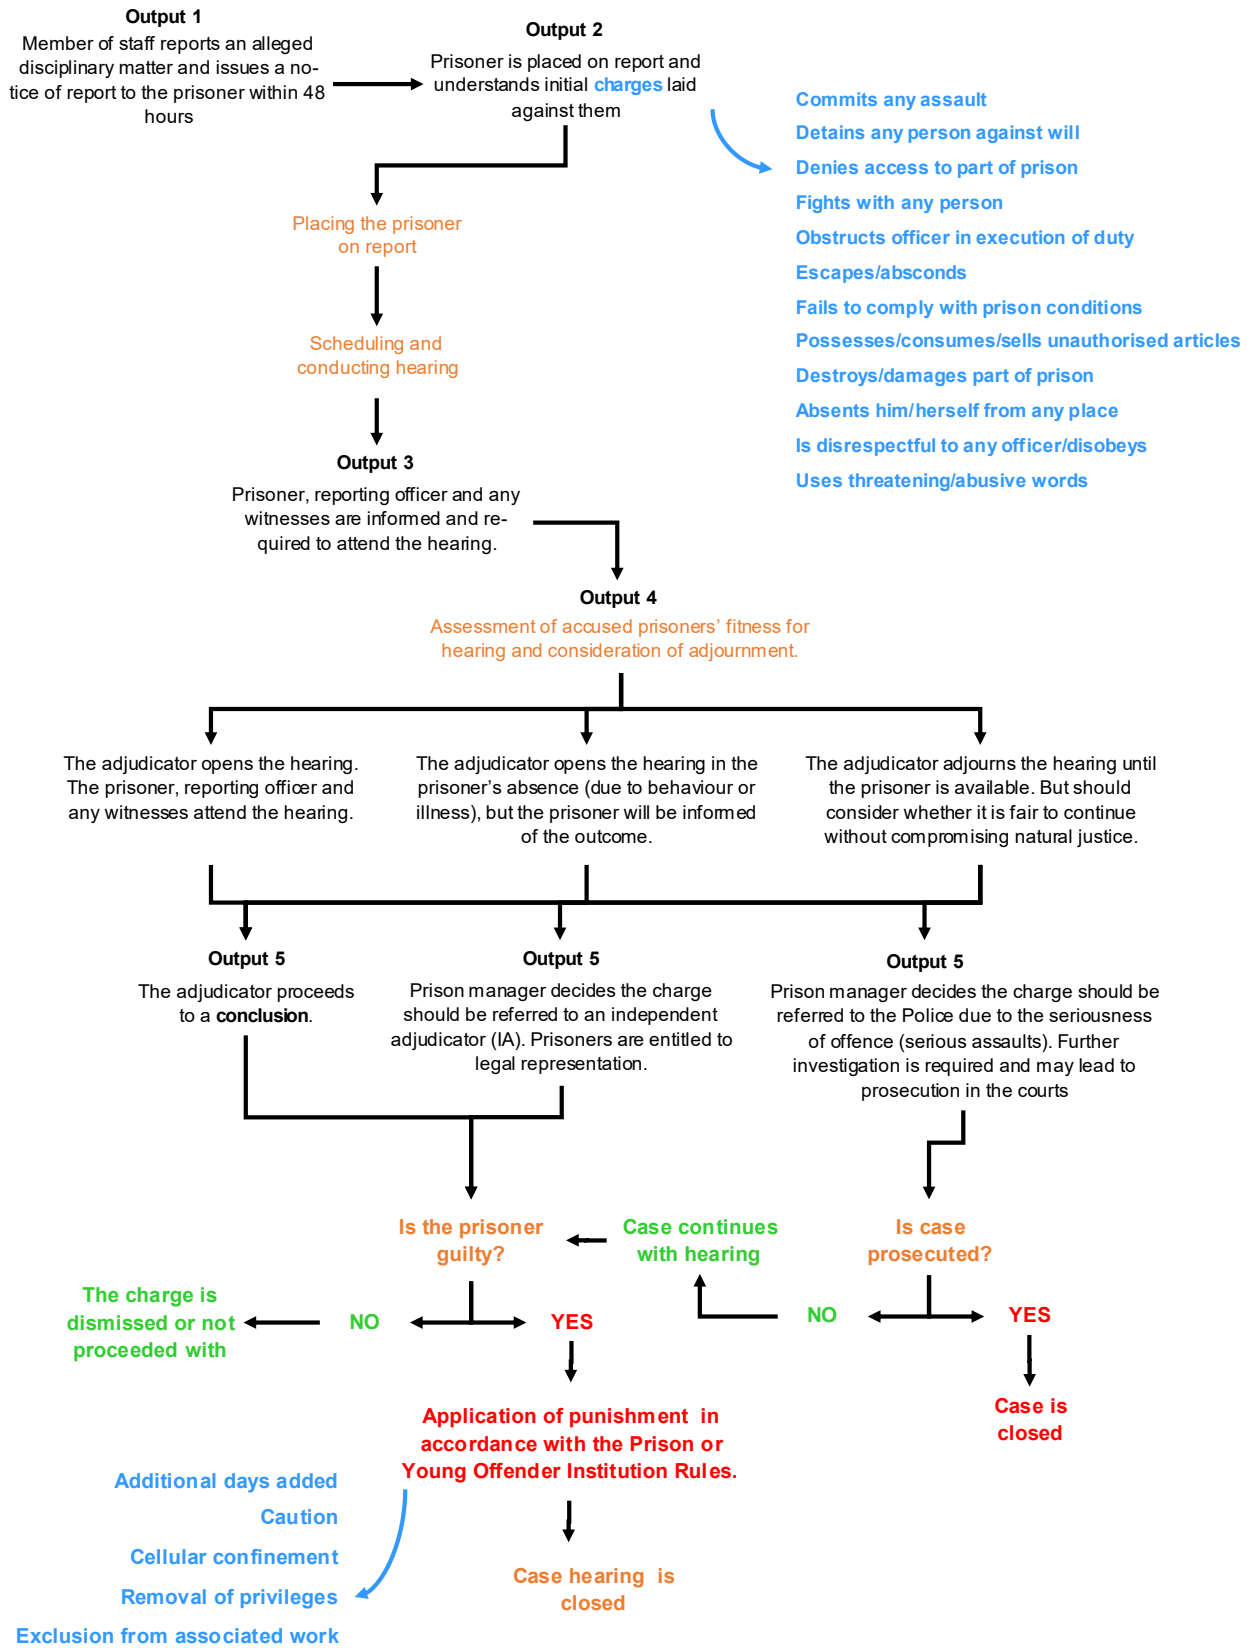 Output 1
Member of staff reports an alleged
disciplinary matter and issues a no-
tice of report to the prisoner within 48
hours
Output 2
Prisoner is placed on report and
understands initial charges laid
against them
Commits any assault
Detains any person against will
Denies access to part of prison
Fights with any person
Obstructs officer in execution of duty
Escapes/absconds
Fails to comply with prison conditions
Possesses/consumes/sells unauthorised articles
Destroys/damages part of prison
Absents him/herself from any place
Is disrespectful to any officer/disobeys
Uses threatening/abusive words
Placing the prisoner
on report
Scheduling and
conducting hearing
Output 3
Prisoner, reporting officer and any
witnesses are informed and re-
quired to attend the hearing.
Output 4
Assessment of accused prisoners’ fitness for
hearing and consideration of adjournment.
The adjudicator opens the hearing.
The prisoner, reporting officer and
any witnesses attend the hearing.
The adjudicator opens the hearing in the
prisoner’s absence (due to behaviour or
illness), but the prisoner will be informed
of the outcome.
The adjudicator adjourns the hearing until
the prisoner is available. But should
consider whether it is fair to continue
without compromising natural justice.
Output 5
The adjudicator proceeds
to a conclusion.
Output 5
Prison manager decides the charge
should be referred to an independent
adjudicator (IA). Prisoners are entitled to
legal representation.
Output 5
Prison manager decides the charge should be
referred to the Police due to the seriousness
of offence (serious assaults). Further
investigation is required and may lead to
prosecution in the courts
Is the prisoner
guilty?
Case continues
with hearing
Is case
prosecuted?
The charge is
dismissed or not
proceeded with
NO
YES
NO
YES
Case is
closed
Application of punishment in
accordance with the Prison or
Young Offender Institution Rules.
Additional days added
Caution
Cellular confinement
Removal of privileges
Exclusion from associated work
Case hearing is
closed